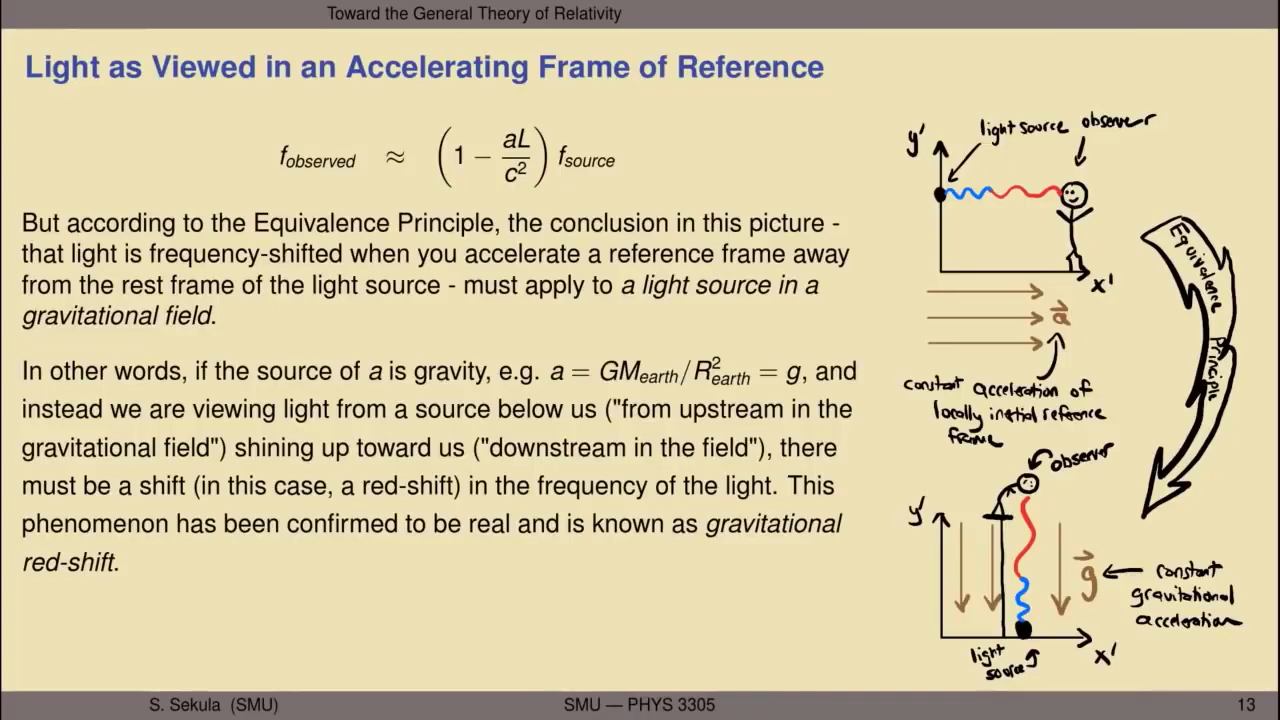 Toward the General Theory of Relativity
Light as Viewed in an Accelerating Frame of Reference
f_observed ≈ (1 − aL/c²) f_source
But according to the Equivalence Principle, the conclusion in this picture -
that light is frequency-shifted when you accelerate a reference frame away
from the rest frame of the light source - must apply to a light source in a
gravitational field.
In other words, if the source of a is gravity, e.g. a = GM_earth/R²_earth = g, and
instead we are viewing light from a source below us ("from upstream in the
gravitational field") shining up toward us ("downstream in the field"), there
must be a shift (in this case, a red-shift) in the frequency of the light. This
phenomenon has been confirmed to be real and is known as gravitational
red-shift.
y'
light source
observer
x'
a⃗
constant acceleration of
locally inertial reference
frame
Equivalence
Principle
observer
y'
g⃗
constant
gravitational
acceleration
light
source
x'
S. Sekula (SMU)
SMU — PHYS 3305
13